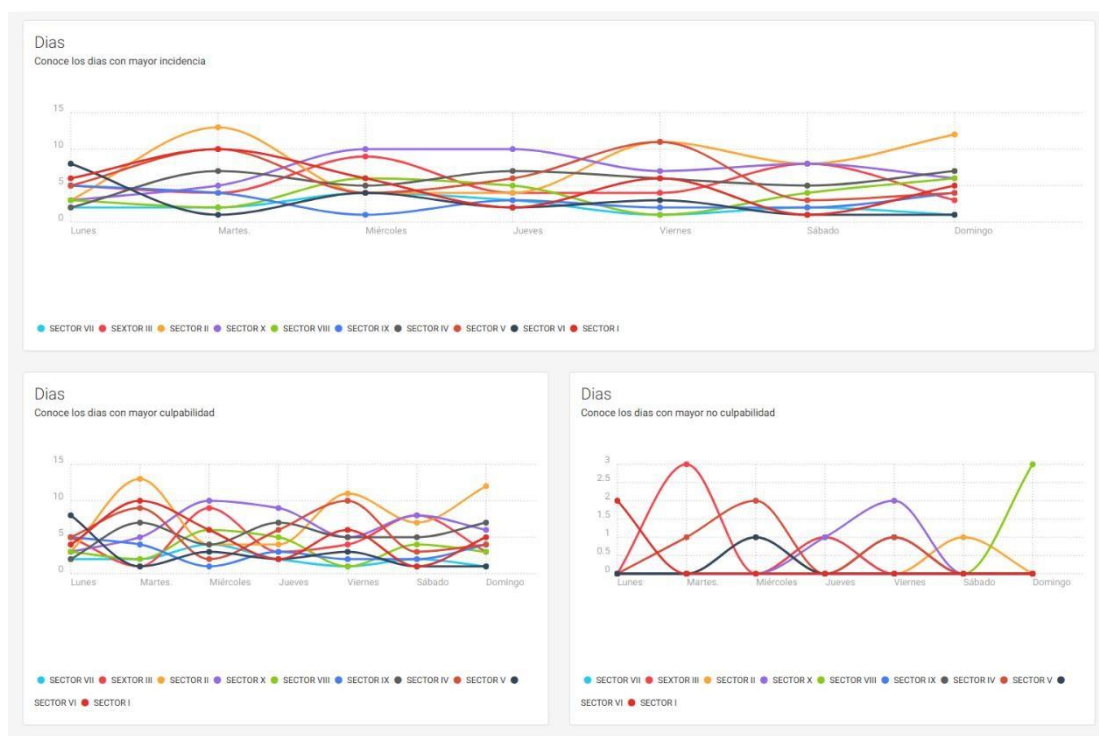 Dias
Conoce los dias con mayor incidencia
15
10
5
0
Lunes Martes. Miércoles Jueves Viernes Sábado Domingo
SECTOR VII SEXTOR III SECTOR II SECTOR X SECTOR VIII SECTOR IX SECTOR IV SECTOR V SECTOR VI SECTOR I
Dias
Conoce los dias con mayor culpabilidad
15
10
5
0
Lunes Martes. Miércoles Jueves Viernes Sábado Domingo
SECTOR VII SEXTOR III SECTOR II SECTOR X SECTOR VIII SECTOR IX SECTOR IV SECTOR V
SECTOR VI SECTOR I
Dias
Conoce los dias con mayor no culpabilidad
3
2.5
2
1.5
1
0.5
0
Lunes Martes. Miércoles Jueves Viernes Sábado Domingo
SECTOR VII SEXTOR III SECTOR II SECTOR X SECTOR VIII SECTOR IX SECTOR IV SECTOR V
SECTOR VI SECTOR I